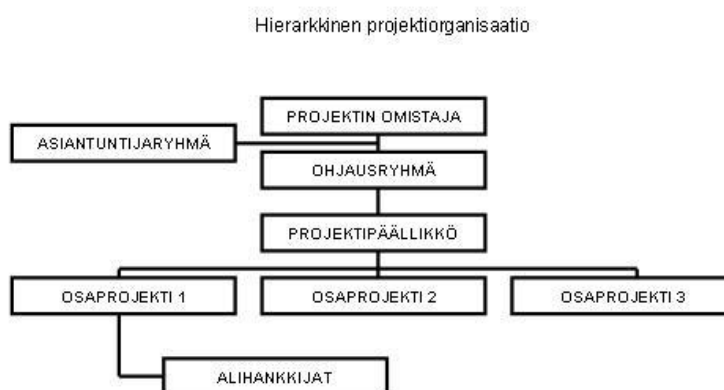 Hierarkkinen projektiorganisaatio
PROJEKTIN OMISTAJA
ASIANTUNTIJARYHMÄ
OHJAUSRYHMÄ
PROJEKTIPÄÄLLIKKÖ
OSAPROJEKTI 1
OSAPROJEKTI 2
OSAPROJEKTI 3
ALIHANKKIJAT